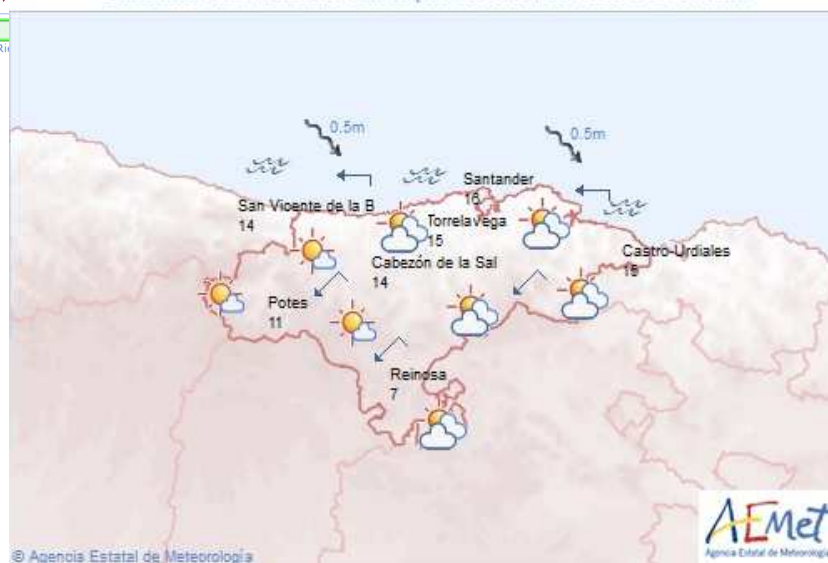 0.5m
0.5m
Santander
16
San Vicente de la B
14
Torrelavega
15
Castro-Urdiales
Cabezón de la Sal
14
Potes
11
Reinosa
7
AEMet
Agencia Estatal de Meteorología
© Agencia Estatal de Meteorología